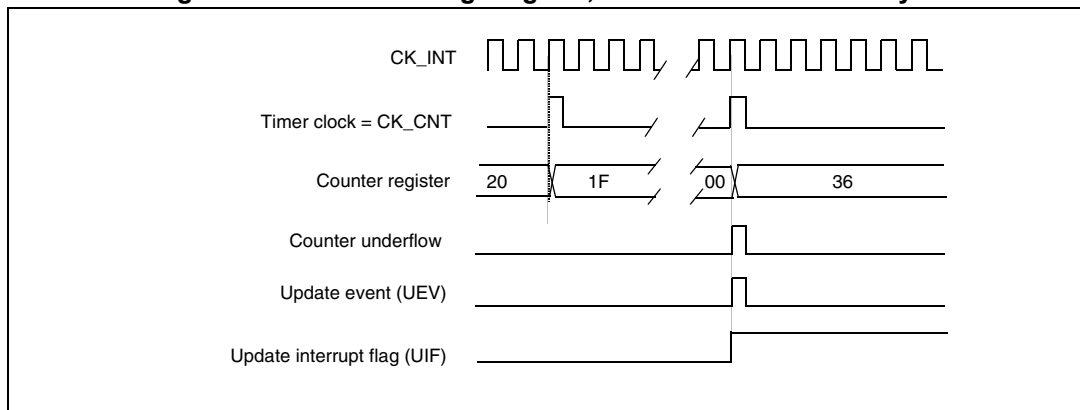 CK_INT
Timer clock = CK_CNT
Counter register 20 1F 00 36
Counter underflow
Update event (UEV)
Update interrupt flag (UIF)